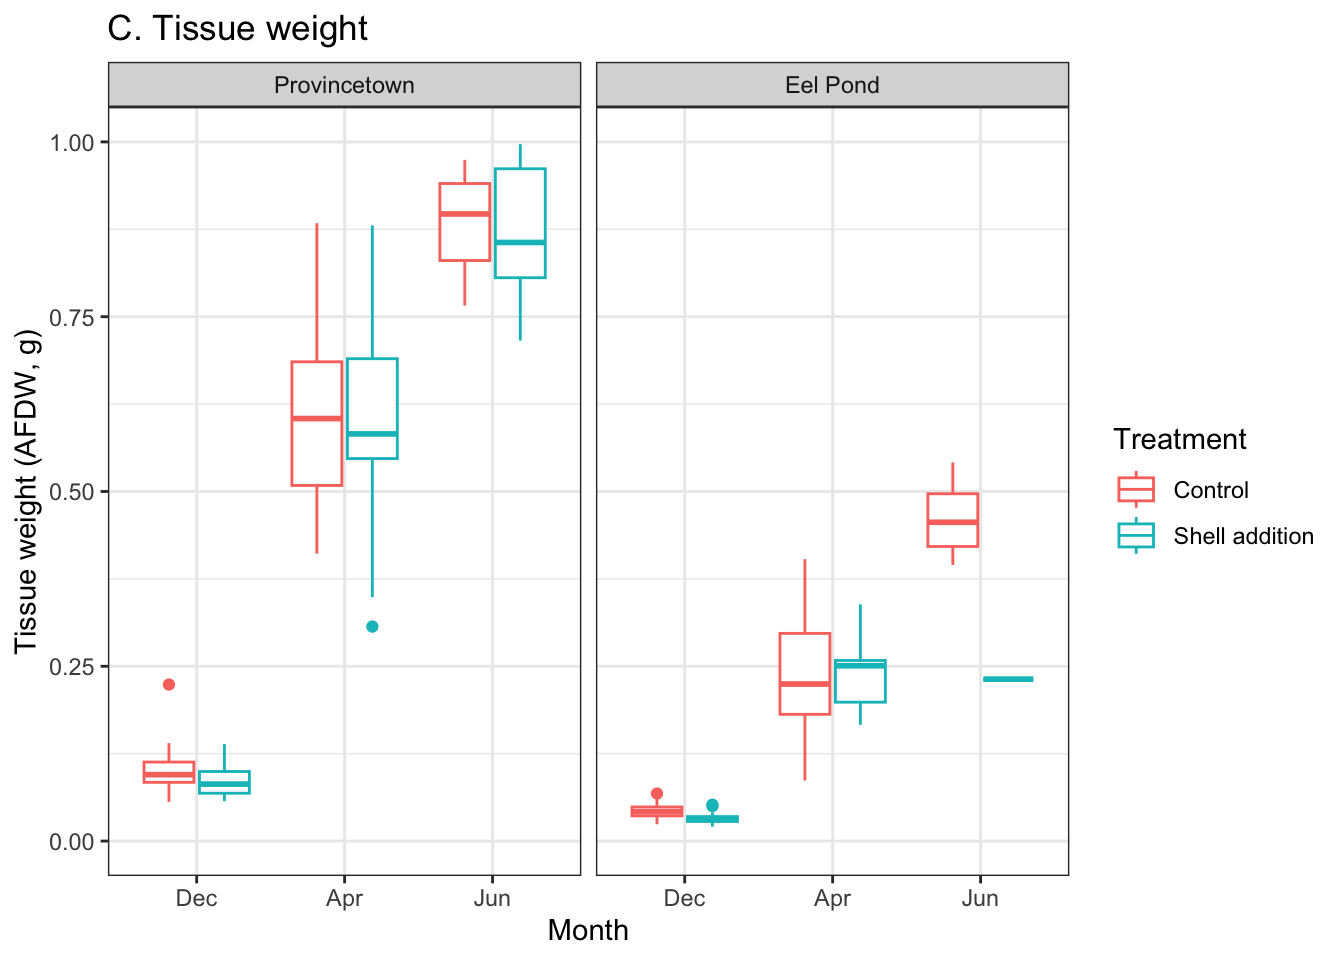 C. Tissue weight
Provincetown
Eel Pond
Tissue weight (AFDW, g)
1.00
0.75
0.50
0.25
0.00
Dec
Apr
Jun
Dec
Apr
Jun
Month
Treatment
Control
Shell addition